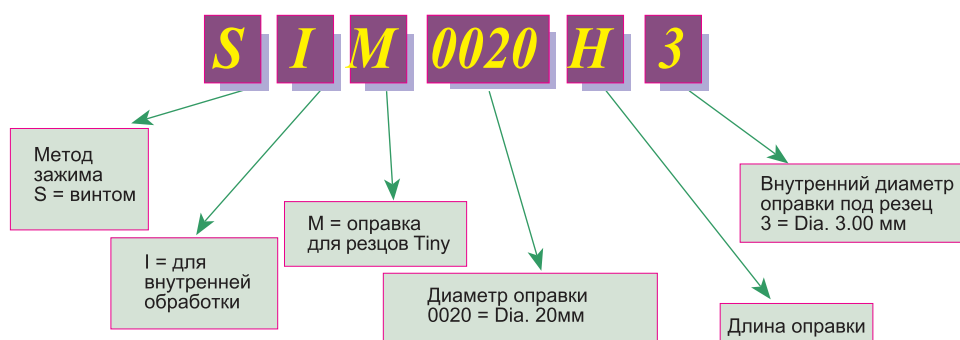 S I M 0020 H 3
Метод
зажима
S = винтом
I = для
внутренней
обработки
M = оправка
для резцов Tiny
Диаметр оправки
0020 = Dia. 20мм
Длина оправки
Внутренний диаметр
оправки под резец
3 = Dia. 3.00 мм